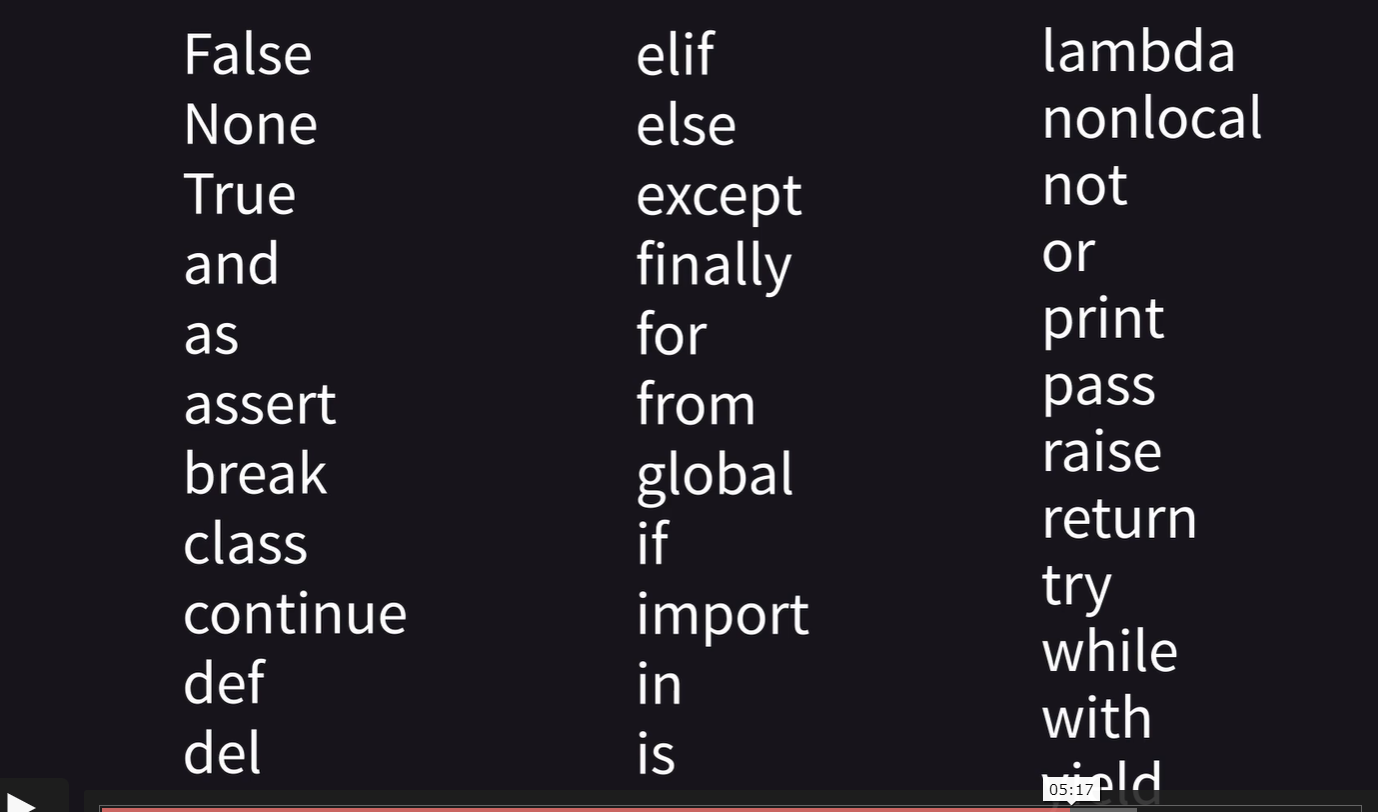 False
None
True
and
as
assert
break
class
continue
def
del
elif
else
except
finally
for
from
global
if
import
in
is
lambda
nonlocal
not
or
print
pass
raise
return
try
while
with
yield
05:17